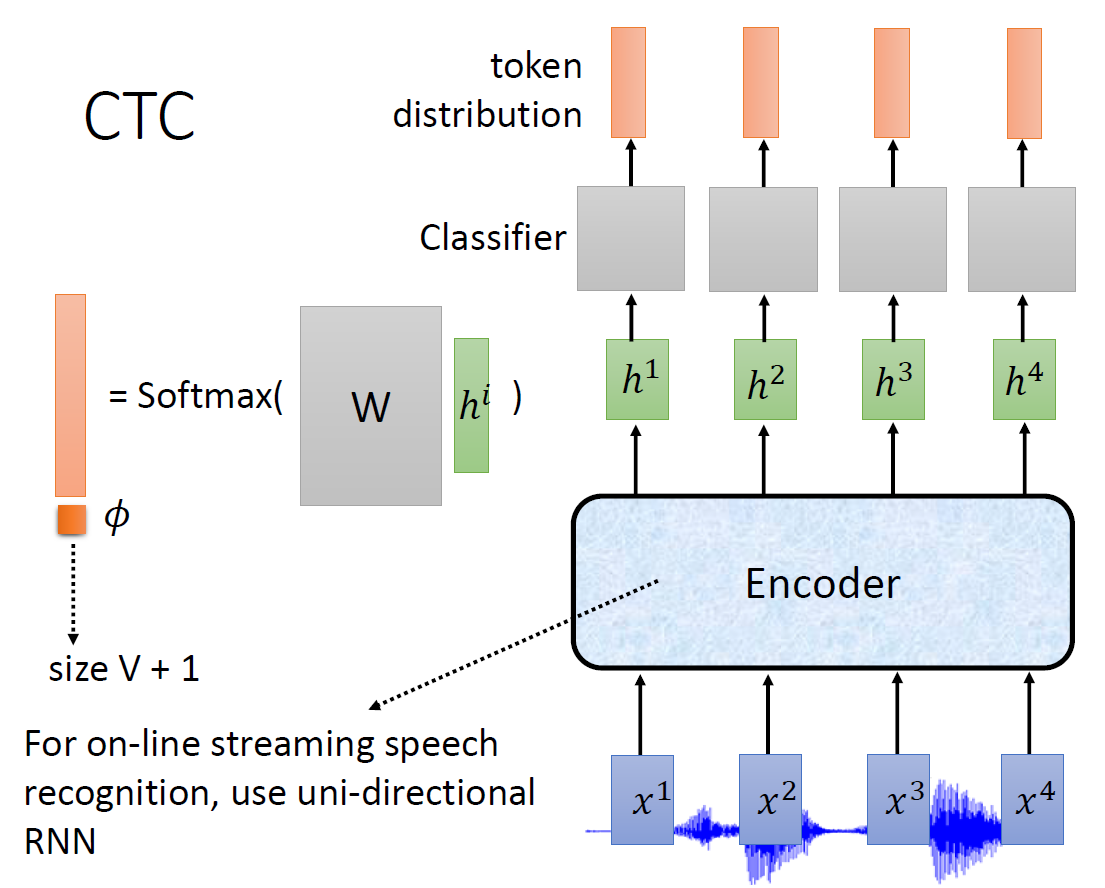 CTC
token
distribution
Classifier
= Softmax( W hⁱ )
ϕ
size V + 1
h¹ h² h³ h⁴
Encoder
For on-line streaming speech
recognition, use uni-directional
RNN
x¹ x² x³ x⁴